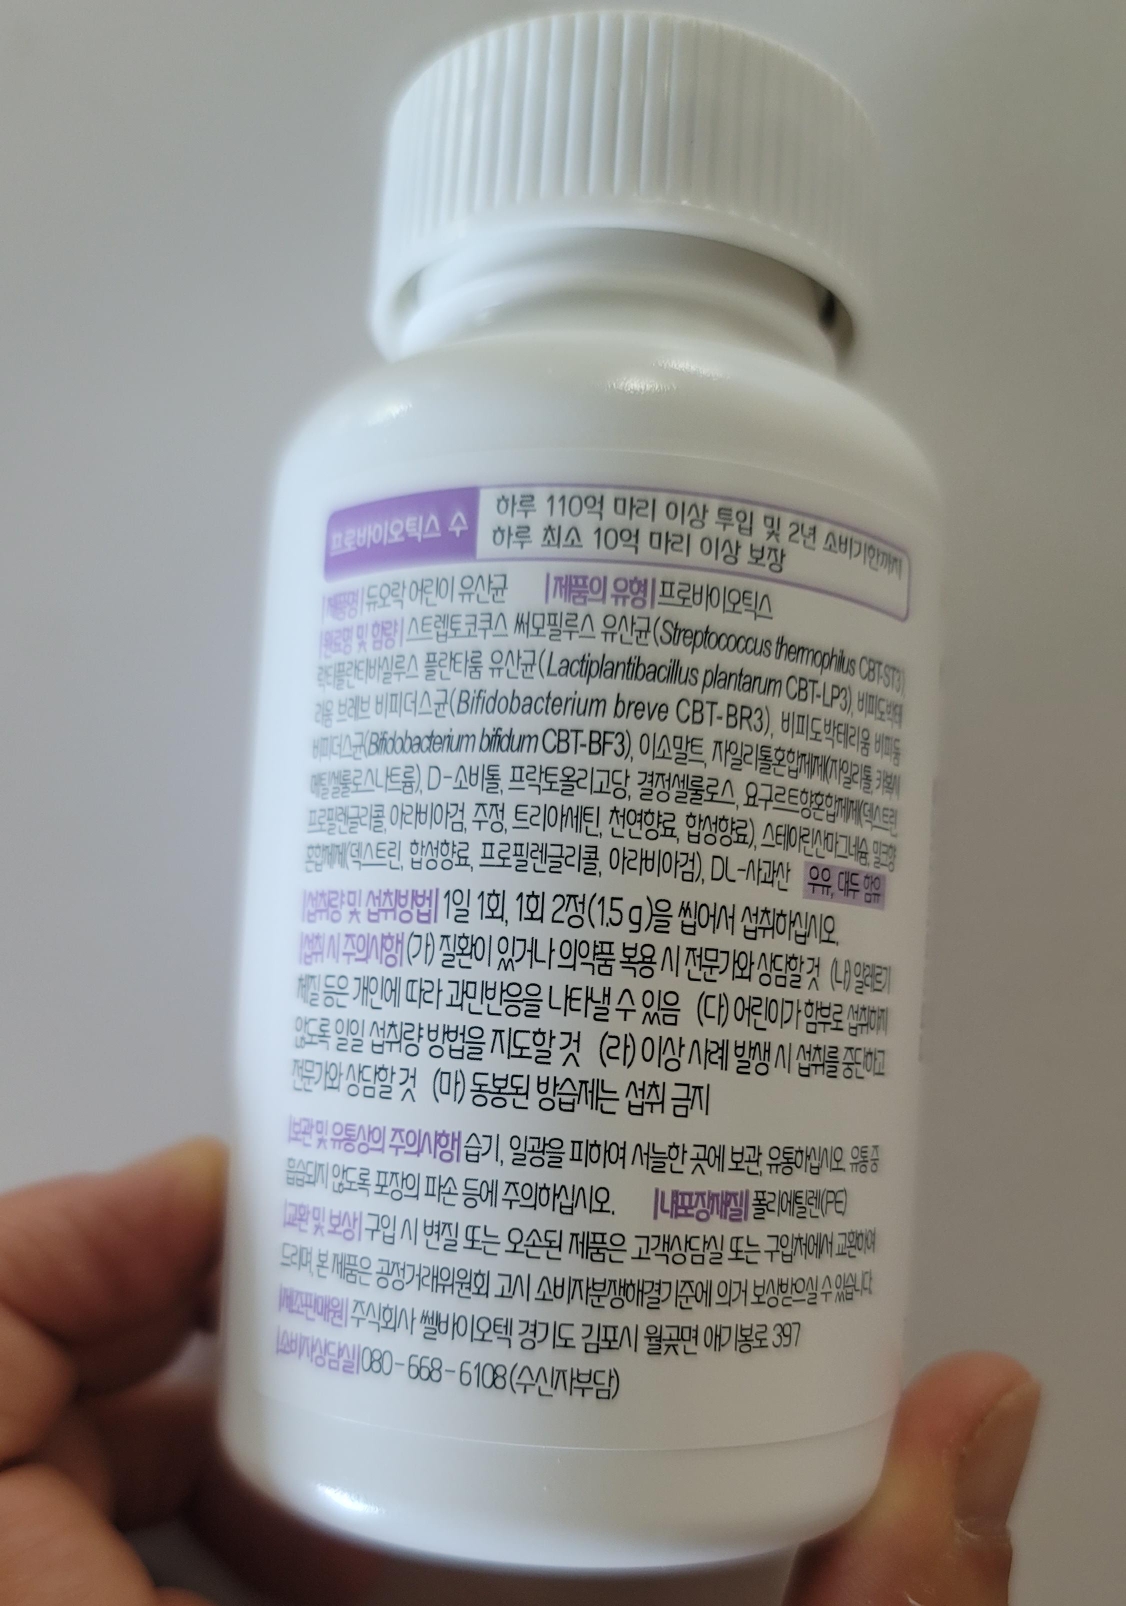 프로바이오틱스 수
하루 110억 마리 이상 투입 및 2년 소비기한까지
하루 최소 10억 마리 이상 보장
|제품명| 듀오락 어린이 유산균 |제품의 유형| 프로바이오틱스
|원료명 및 함량| 스트렙토코쿠스 써모필루스 유산균(Streptococcus thermophilus CBT-ST3),
락티플란티바실루스 플란타룸 유산균(Lactiplantibacillus plantarum CBT-LP3), 비피도박테
리움 브레브 비피더스균(Bifidobacterium breve CBT-BR3), 비피도박테리움 비피둠
비피더스균(Bifidobacterium bifidum CBT-BF3), 이소말트, 자일리톨혼합제제(자일리톨, 카복시
메틸셀룰로스나트륨), D-소비톨, 프락토올리고당, 결정셀룰로스, 요구르트향혼합제제(덱스트린,
프로필렌글리콜, 아라비아검, 주정, 트리아세틴, 천연향료, 합성향료), 스테아린산마그네슘, 밀크향
혼합제제(덱스트린, 합성향료, 프로필렌글리콜, 아라비아검), DL-사과산 우유, 대두 함유
|섭취량 및 섭취방법| 1일 1회, 1회 2정(1.5 g)을 씹어서 섭취하십시오.
|섭취 시 주의사항| (가) 질환이 있거나 의약품 복용 시 전문가와 상담할 것 (나) 알레르기
체질 등은 개인에 따라 과민반응을 나타낼 수 있음 (다) 어린이가 함부로 섭취하지
않도록 일일 섭취량 방법을 지도할 것 (라) 이상 사례 발생 시 섭취를 중단하고
전문가와 상담할 것 (마) 동봉된 방습제는 섭취 금지
|보관 및 유통상의 주의사항| 습기, 일광을 피하여 서늘한 곳에 보관, 유통하십시오. 유통 중
흡습되지 않도록 포장의 파손 등에 주의하십시오. |내포장재질| 폴리에틸렌(PE)
|교환 및 보상| 구입 시 변질 또는 오손된 제품은 고객상담실 또는 구입처에서 교환하여
드리며, 본 제품은 공정거래위원회 고시 소비자분쟁해결기준에 의거 보상받으실 수 있습니다.
|제조판매원| 주식회사 쎌바이오텍 경기도 김포시 월곶면 애기봉로 397
|소비자상담실| 080-668-6108(수신자부담)